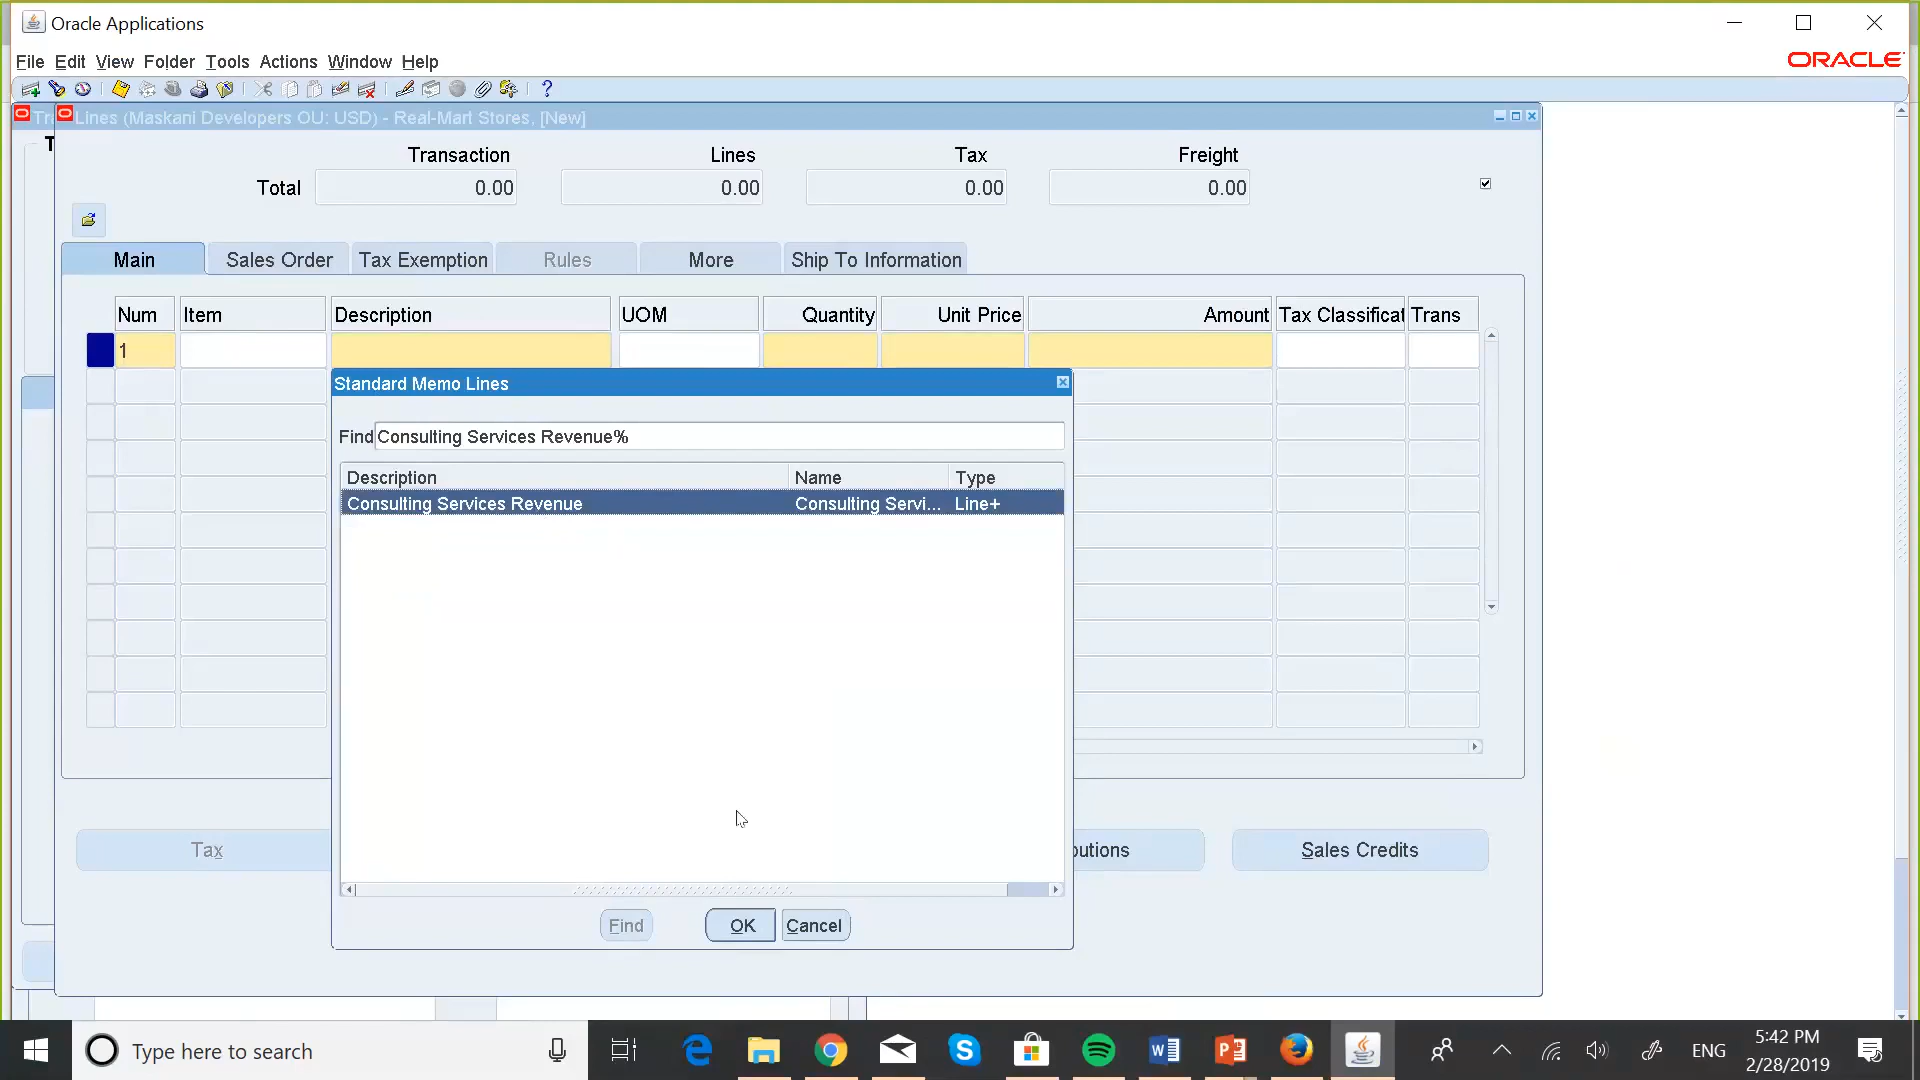 Oracle Applications
File Edit View Folder Tools Actions Window Help
ORACLE
Lines (Maskani Developers OU: USD) - Real-Mart Stores, [New]
Transaction Lines Tax Freight
Total 0.00 0.00 0.00 0.00
Main Sales Order Tax Exemption Rules More Ship To Information
Num Item Description UOM Quantity Unit Price Amount Tax Classificat Trans
1
Standard Memo Lines
Find Consulting Services Revenue%
Description Name Type
Consulting Services Revenue Consulting Servi... Line+
Tax butions Sales Credits
Find OK Cancel
Type here to search
ENG
5:42 PM
2/28/2019